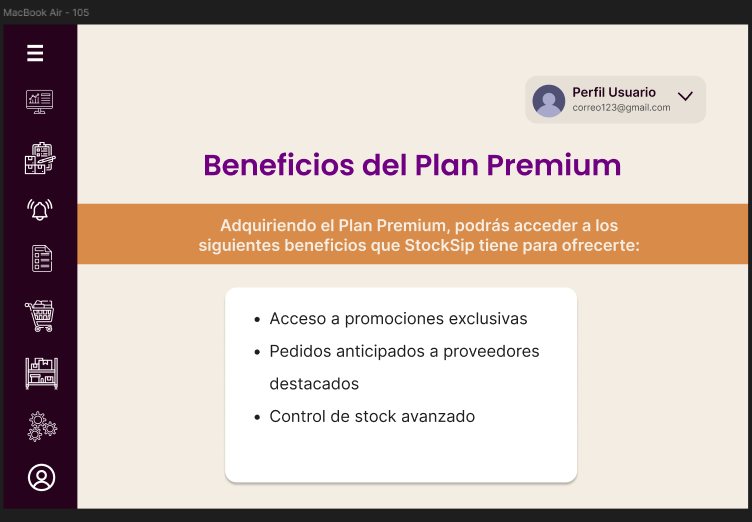 MacBook Air - 105
Perfil Usuario
correo123@gmail.com
Beneficios del Plan Premium
Adquiriendo el Plan Premium, podrás acceder a los
siguientes beneficios que StockSip tiene para ofrecerte:
• Acceso a promociones exclusivas
• Pedidos anticipados a proveedores
destacados
• Control de stock avanzado